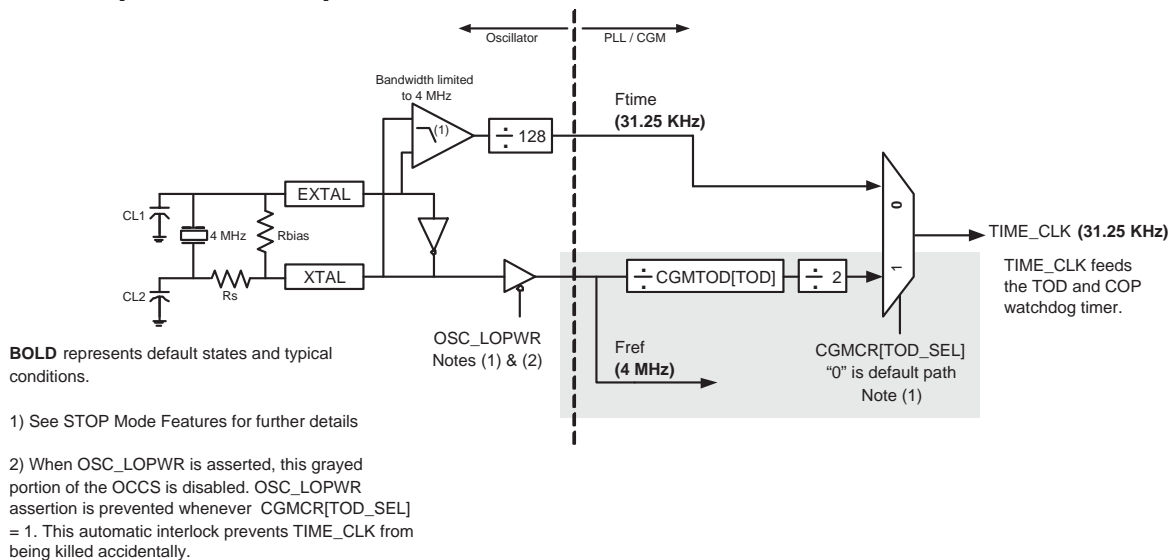 Oscillator
PLL / CGM
Bandwidth limited
to 4 MHz
(1)
÷ 128
Ftime
(31.25 KHz)
EXTAL
CL1
4 MHz
Rbias
0
TIME_CLK (31.25 KHz)
XTAL
CL2
Rs
÷ CGMTOD[TOD]
÷ 2
1
TIME_CLK feeds
the TOD and COP
watchdog timer.
OSC_LOPWR
Notes (1) & (2)
Fref
(4 MHz)
CGMCR[TOD_SEL]
“0” is default path
Note (1)
BOLD represents default states and typical
conditions.
1) See STOP Mode Features for further details
2) When OSC_LOPWR is asserted, this grayed
portion of the OCCS is disabled. OSC_LOPWR
assertion is prevented whenever CGMCR[TOD_SEL]
= 1. This automatic interlock prevents TIME_CLK from
being killed accidentally.